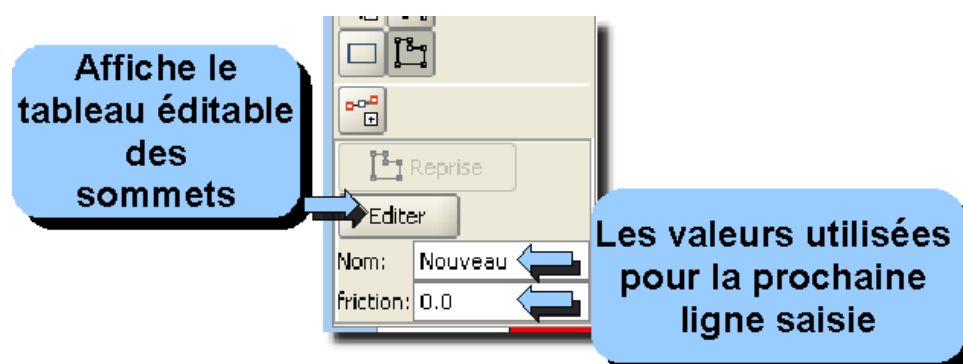 Affiche le
tableau éditable
des
sommets
Reprise
Editer
Nom: Nouveau
friction: 0.0
Les valeurs utilisées
pour la prochaine
ligne saisie